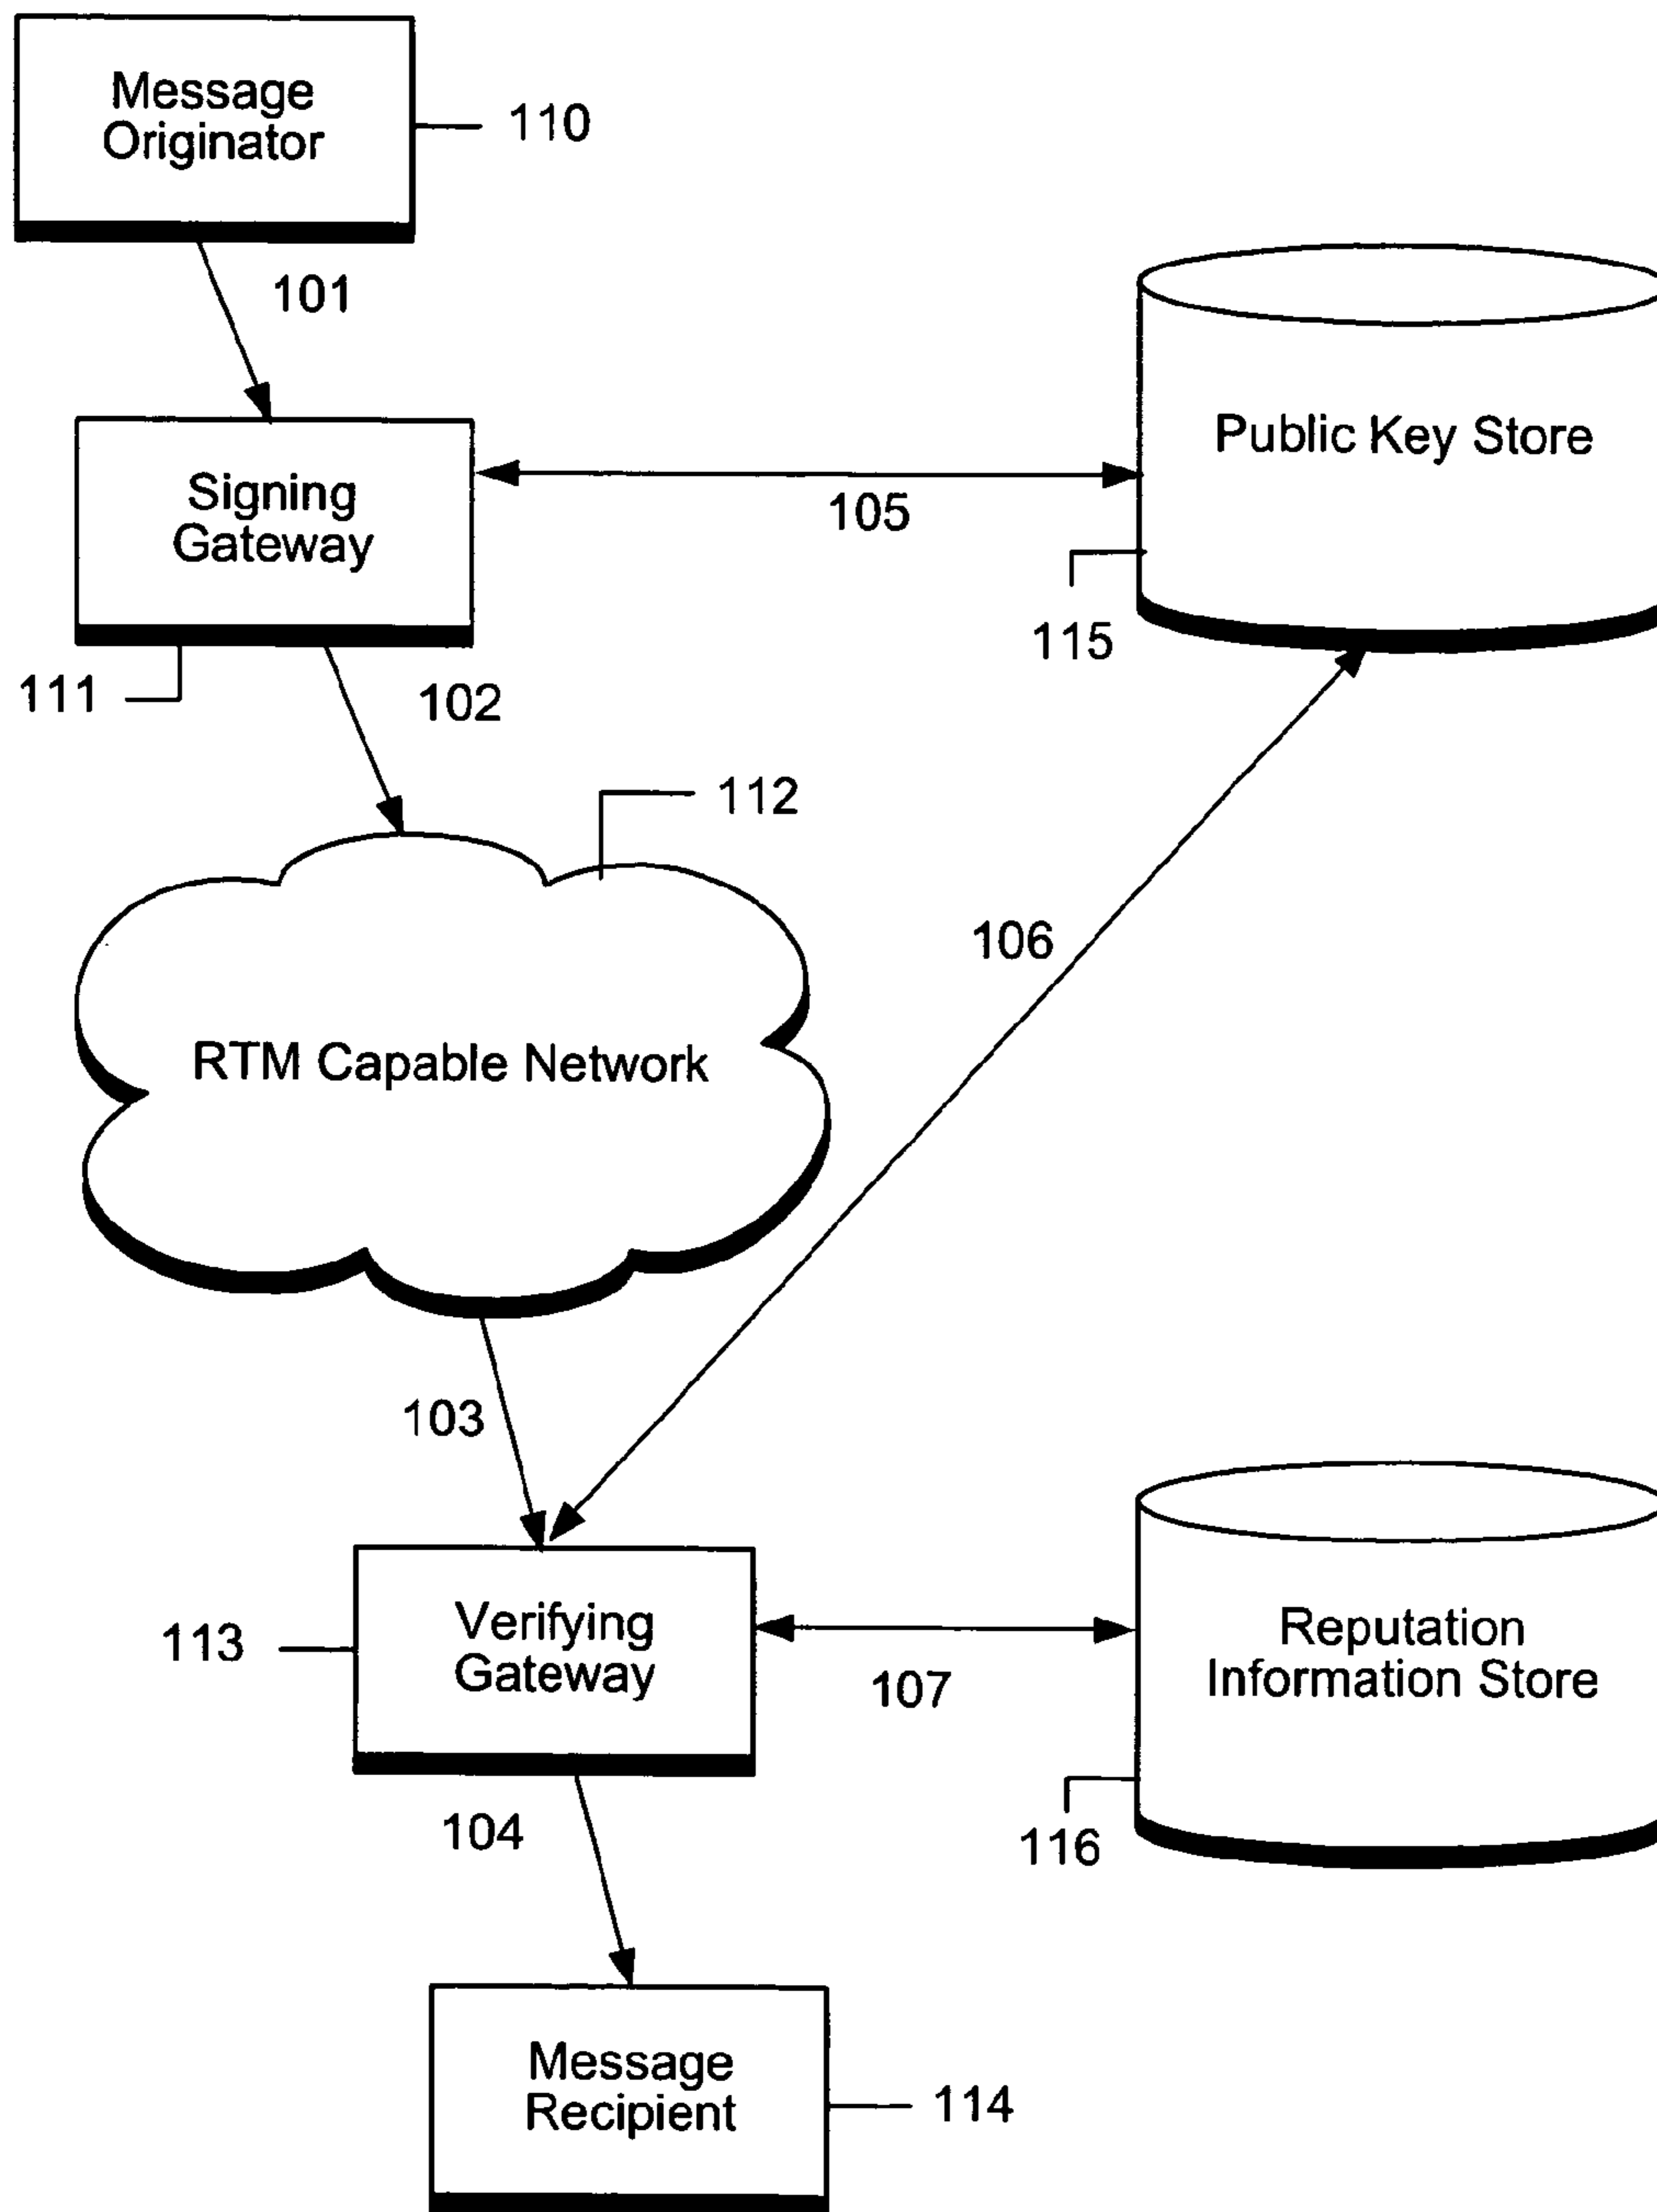 Message
Originator
110
101
Public Key Store
Signing
Gateway
105
115
111
102
112
106
RTM Capable Network
103
Verifying
Gateway
113
107
Reputation
Information Store
104
116
Message
Recipient
114